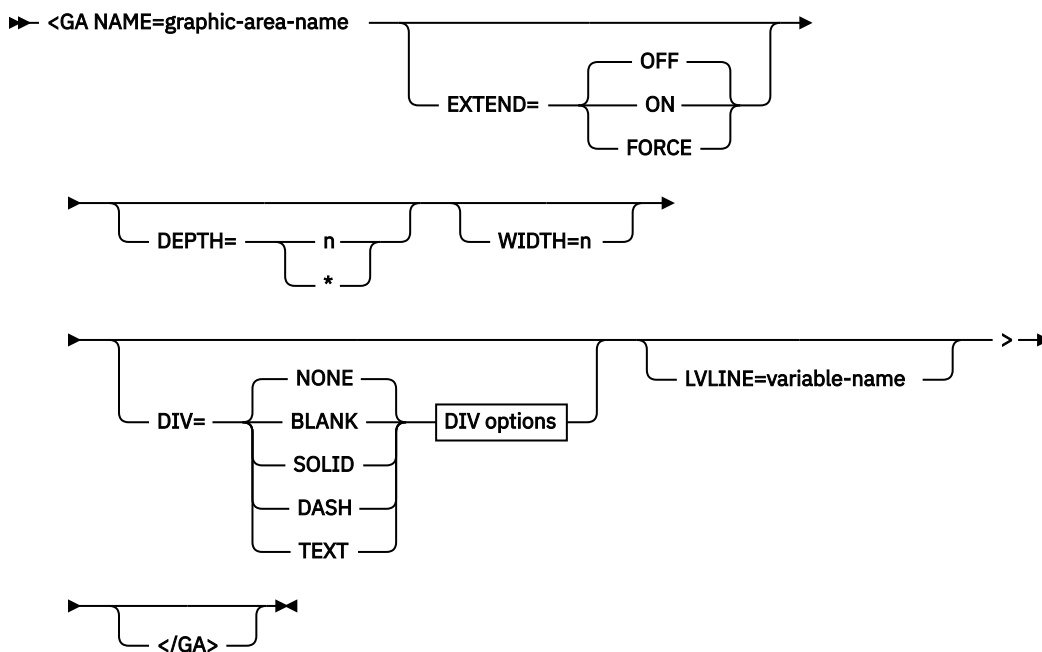 <GA NAME=graphic-area-name
OFF
EXTEND= ON
FORCE
DEPTH= n
*
WIDTH=n
NONE
DIV= BLANK DIV options
SOLID
DASH
TEXT
LVLINE=variable-name
>
</GA>